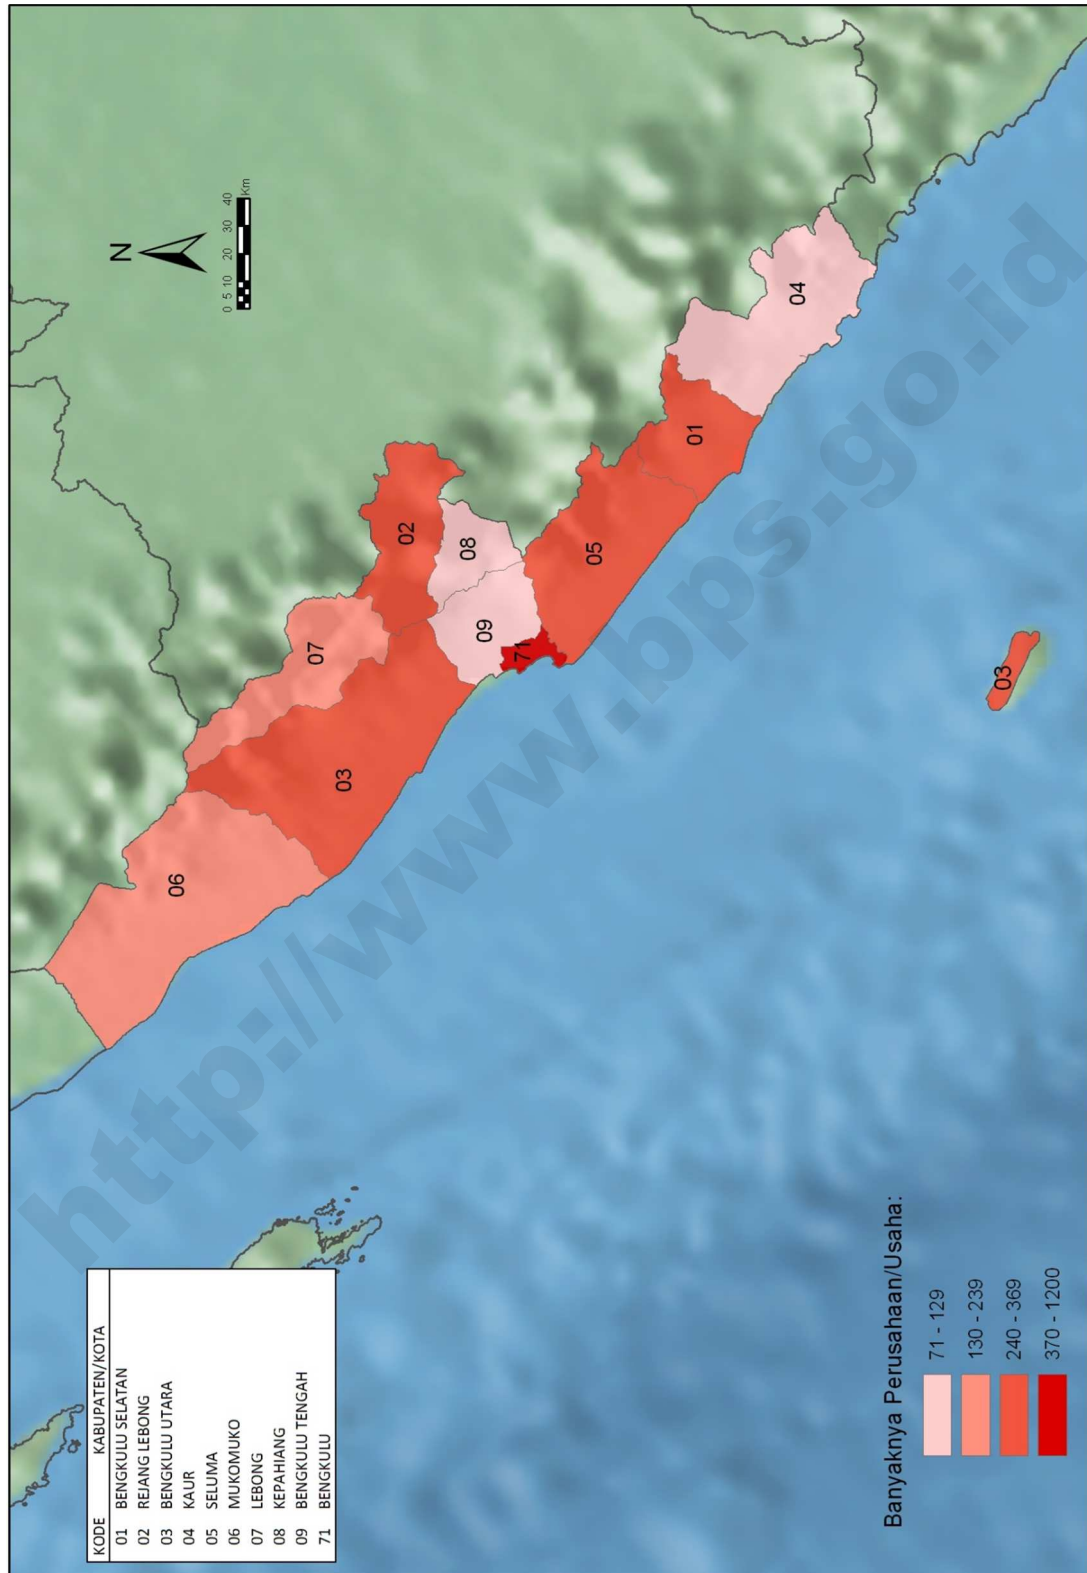 N
0 5 10 20 30 40
Km
06
07
03
02
09
08
71
05
01
04
03
KODE KABUPATEN/KOTA
01 BENGKULU SELATAN
02 REJANG LEBONG
03 BENGKULU UTARA
04 KAUR
05 SELUMA
06 MUKOMUKO
07 LEBONG
08 KEPAHIANG
09 BENGKULU TENGAH
71 BENGKULU
Banyaknya Perusahaan/Usaha:
71 - 129
130 - 239
240 - 369
370 - 1200
http://www.bps.go.id